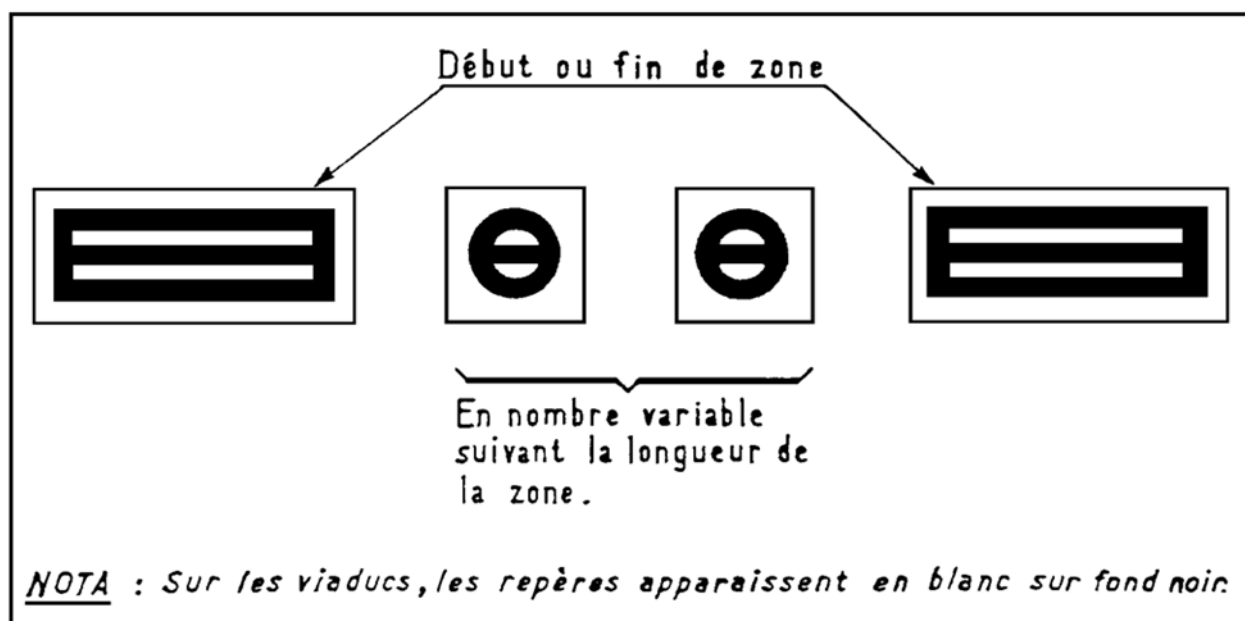 Début ou fin de zone
En nombre variable
suivant la longueur de
la zone.
NOTA : Sur les viaducs, les repères apparaissent en blanc sur fond noir.